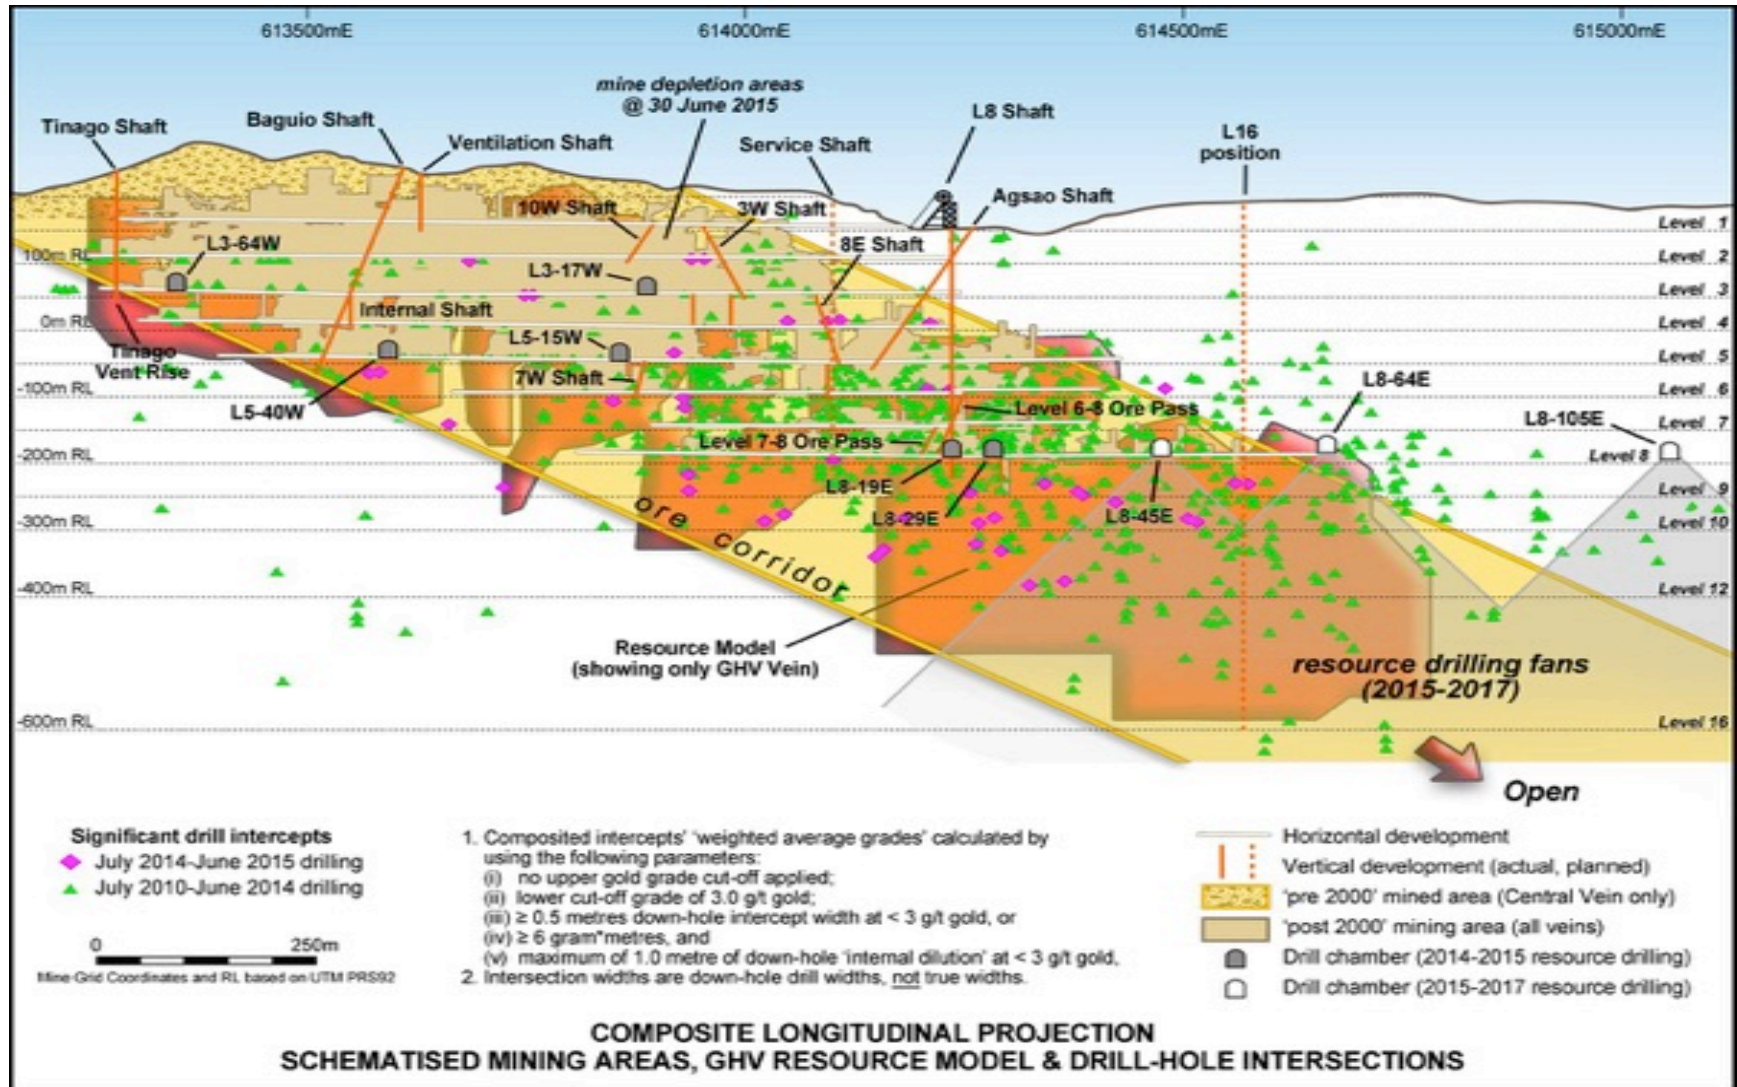 613500mE
614000mE
614500mE
615000mE
mine depletion areas
@ 30 June 2015
Tinago Shaft
Baguio Shaft
Ventilation Shaft
Service Shaft
L8 Shaft
L16
position
Agsao Shaft
10W Shaft
3W Shaft
8E Shaft
L3-64W
L3-17W
Internal Shaft
L5-15W
Tinago
Vent Rise
7W Shaft
L5-40W
Level 6-8 Ore Pass
Level 7-8 Ore Pass
L8-64E
L8-105E
L8-19E
L8-29E
L8-45E
100m RL
0m RL
-100m RL
-200m RL
-300m RL
-400m RL
-600m RL
Level 1
Level 2
Level 3
Level 4
Level 5
Level 6
Level 7
Level 8
Level 9
Level 10
Level 12
Level 16
ore corridor
Resource Model
(showing only GHV Vein)
resource drilling fans
(2015-2017)
Open
Significant drill intercepts
July 2014-June 2015 drilling
July 2010-June 2014 drilling
0 250m
Mine Grid Coordinates and RL based on UTM PRS92
1. Composited intercepts' 'weighted average grades' calculated by
using the following parameters:
(i) no upper gold grade cut-off applied;
(ii) lower cut-off grade of 3.0 g/t gold;
(iii) ≥ 0.5 metres down-hole intercept width at < 3 g/t gold, or
(iv) ≥ 6 gram*metres, and
(v) maximum of 1.0 metre of down-hole 'internal dilution' at < 3 g/t gold,
2. Intersection widths are down-hole drill widths, not true widths.
Horizontal development
Vertical development (actual, planned)
'pre 2000' mined area (Central Vein only)
'post 2000' mining area (all veins)
Drill chamber (2014-2015 resource drilling)
Drill chamber (2015-2017 resource drilling)
COMPOSITE LONGITUDINAL PROJECTION
SCHEMATISED MINING AREAS, GHV RESOURCE MODEL & DRILL-HOLE INTERSECTIONS